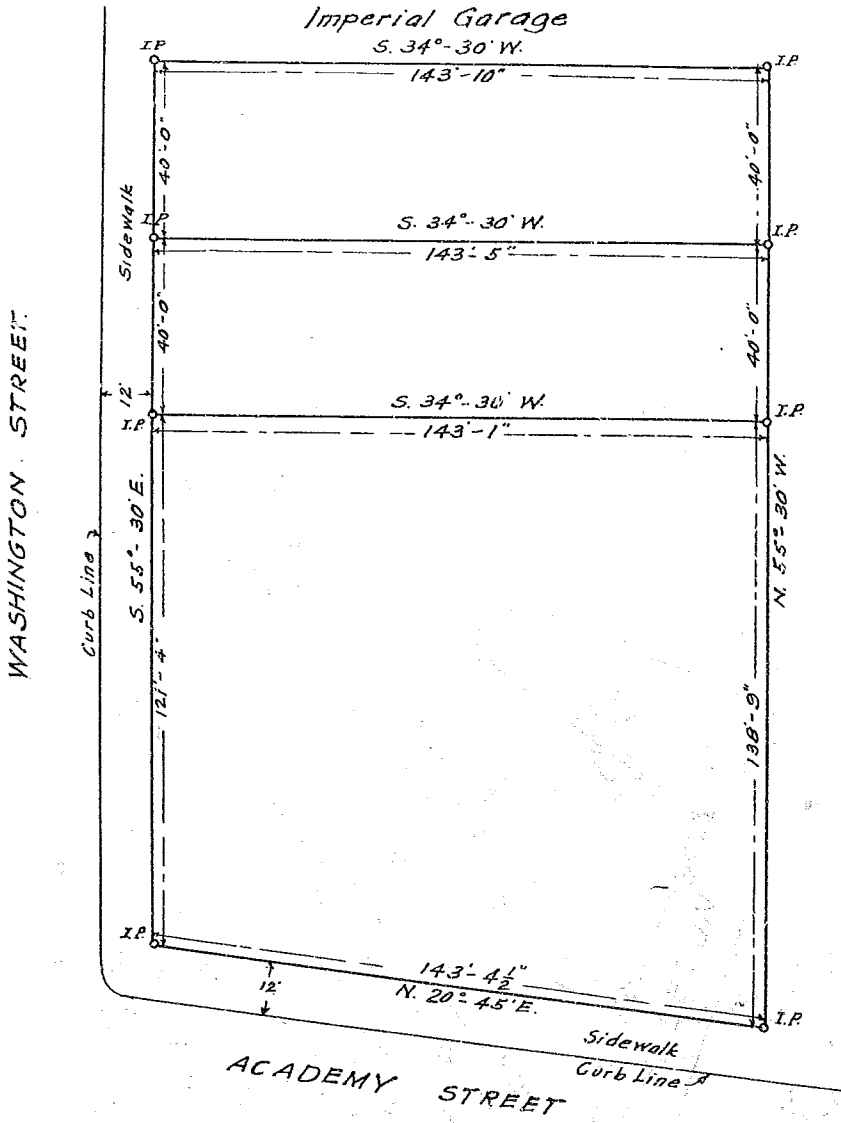 Imperial Garage
S. 34°-30' W.
I.P.
I.P.
143'-10"
40'-0"
40'-0"
Sidewalk
I.P.
S. 34°-30' W.
I.P.
143'-5"
40'-0"
40'-0"
WASHINGTON STREET.
12'
S. 34°-30' W.
I.P.
I.P.
143'-1"
Curb Line
S. 55°-30' E.
N. 55°-30' W.
121'-4"
138'-9"
I.P.
143'-4½"
N. 20°-45' E.
12'
I.P.
Sidewalk
Curb Line
ACADEMY STREET